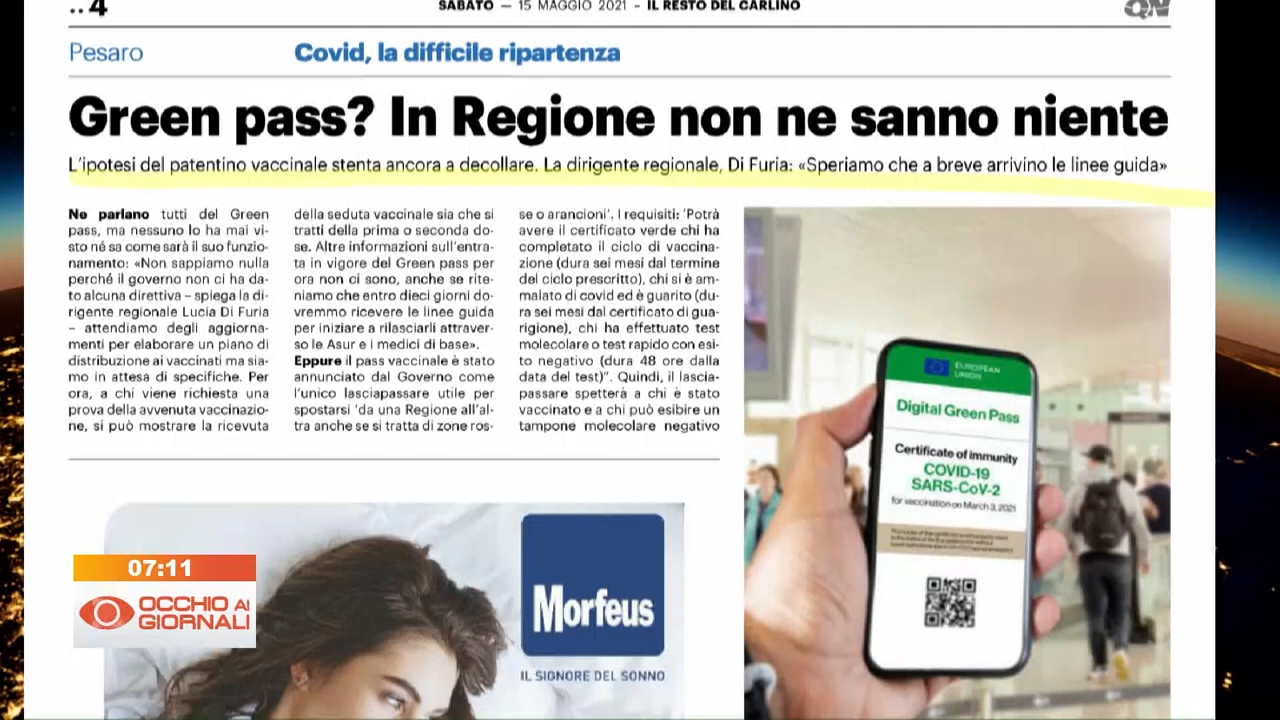 ..4
SABATO — 15 MAGGIO 2021 – IL RESTO DEL CARLINO
QN
Pesaro
Covid, la difficile ripartenza
Green pass? In Regione non ne sanno niente
L'ipotesi del patentino vaccinale stenta ancora a decollare. La dirigente regionale, Di Furia: «Speriamo che a breve arrivino le linee guida»
Ne parlano tutti del Green
pass, ma nessuno lo ha mai vi-
sto né sa come sarà il suo funzio-
namento: «Non sappiamo nulla
perché il governo non ci ha da-
to alcuna direttiva – spiega la di-
rigente regionale Lucia Di Furia
– attendiamo degli aggiorna-
menti per elaborare un piano di
distribuzione ai vaccinati ma sia-
mo in attesa di specifiche. Per
ora, a chi viene richiesta una
prova della avvenuta vaccinazio-
ne, si può mostrare la ricevuta
della seduta vaccinale sia che si
tratti della prima o seconda do-
se. Altre informazioni sull'entra-
ta in vigore del Green pass per
ora non ci sono, anche se rite-
niamo che entro dieci giorni do-
vremmo ricevere le linee guida
per iniziare a rilasciarli attraver-
so le Asur e i medici di base».
Eppure il pass vaccinale è stato
annunciato dal Governo come
l'unico lasciapassare utile per
spostarsi 'da una Regione all'al-
tra anche se si tratta di zone ros-
se o arancioni'. I requisiti: 'Potrà
avere il certificato verde chi ha
completato il ciclo di vaccina-
zione (dura sei mesi dal termine
del ciclo prescritto), chi si è am-
malato di covid ed è guarito (du-
ra sei mesi dal certificato di gua-
rigione), chi ha effettuato test
molecolare o test rapido con esi-
to negativo (dura 48 ore dalla
data del test)". Quindi, il lascia-
passare spetterà a chi è stato
vaccinato e a chi può esibire un
tampone molecolare negativo
EUROPEAN
UNION
Digital Green Pass
Certificate of immunity
COVID-19
SARS-CoV-2
for vaccination on March 3, 2021
Morfeus
IL SIGNORE DEL SONNO
07:11
OCCHIO AI
GIORNALI